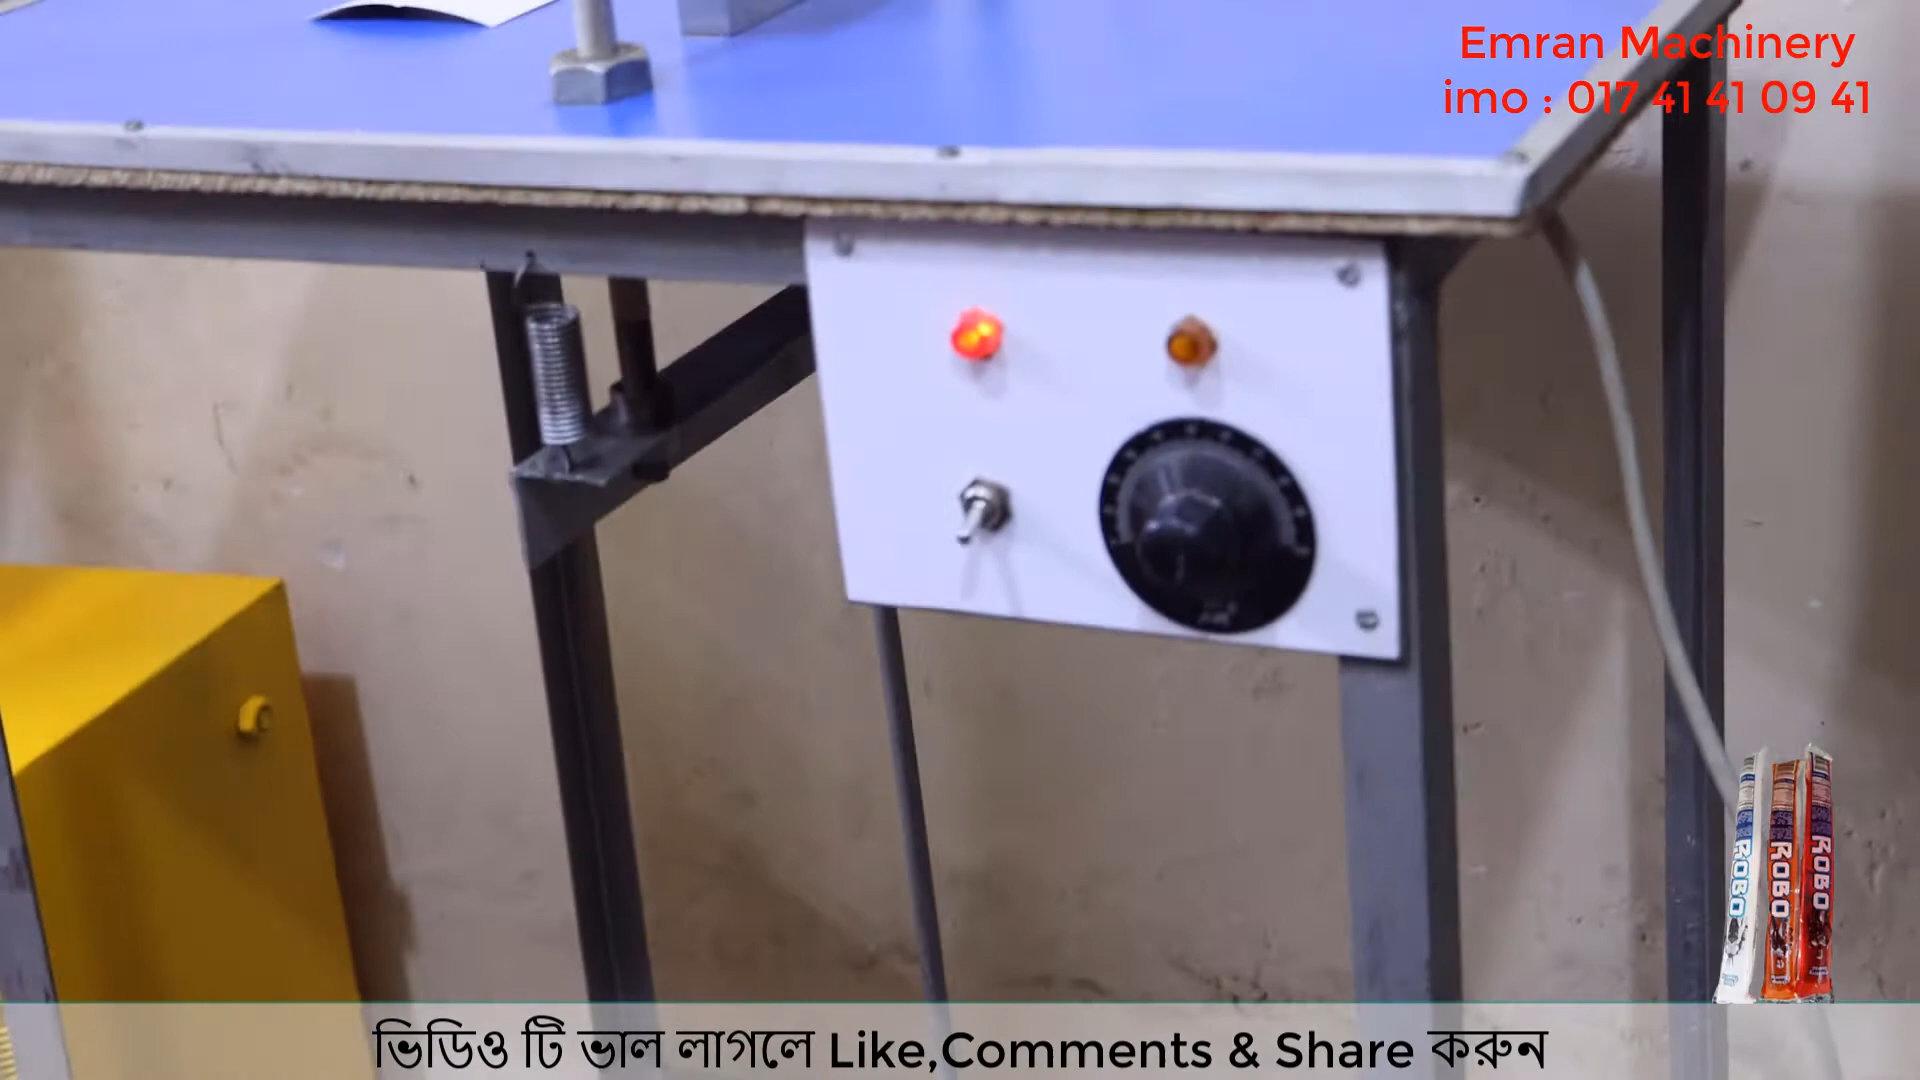 Emran Machinery
imo : 017 41 41 09 41
ROBO
ROBO
ROBO
ভিডিও টি ভাল লাগলে Like,Comments & Share করুন